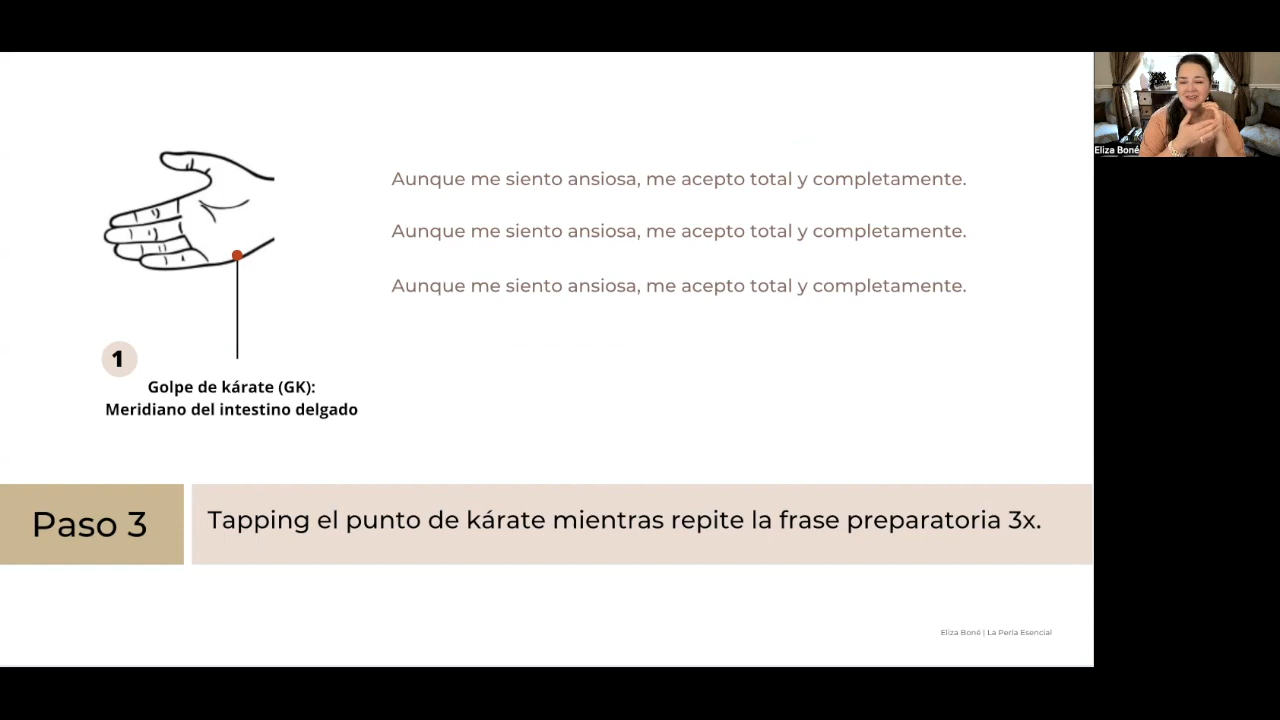 Aunque me siento ansiosa, me acepto total y completamente.
Aunque me siento ansiosa, me acepto total y completamente.
Aunque me siento ansiosa, me acepto total y completamente.
1
Golpe de kárate (GK):
Meridiano del intestino delgado
Paso 3
Tapping el punto de kárate mientras repite la frase preparatoria 3x.
Eliza Boné | La Perla Esencial
Eliza Boné